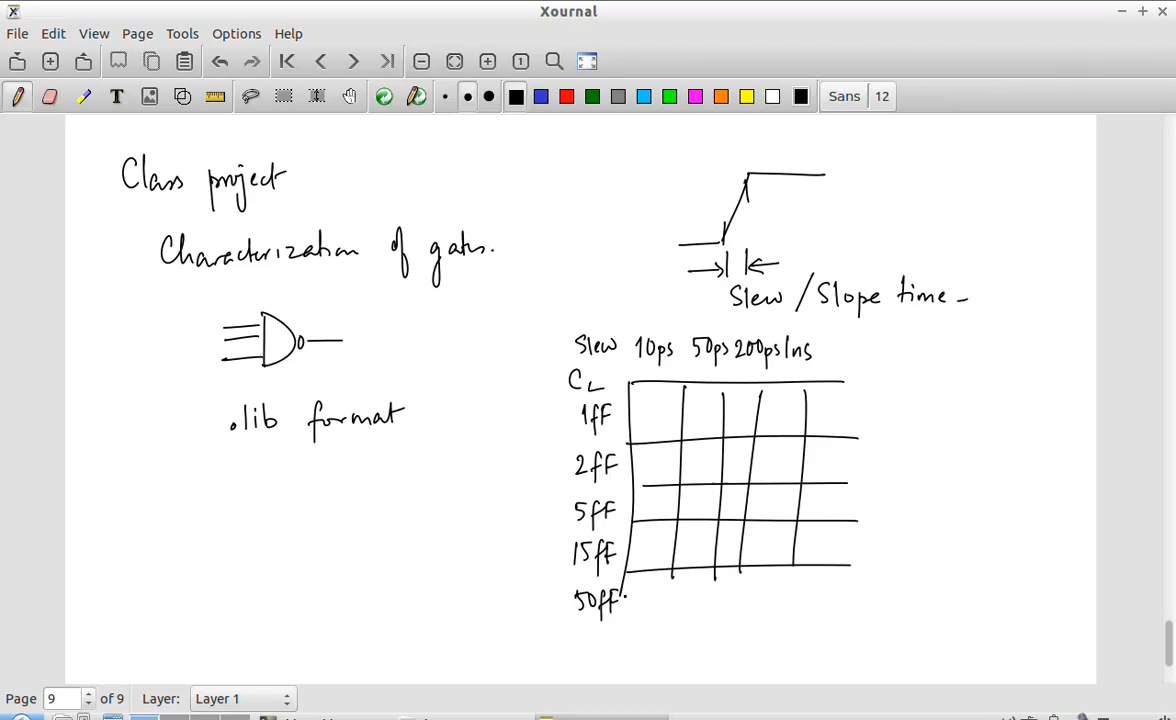 Xournal
File Edit View Page Tools Options Help
Sans 12
Class project
Characterization of gates.
Slew / Slope time -
Slew 10ps 50ps 200ps 1ns
CL
1fF
2fF
5fF
15fF
50fF
.lib format
Page 9 of 9 Layer: Layer 1